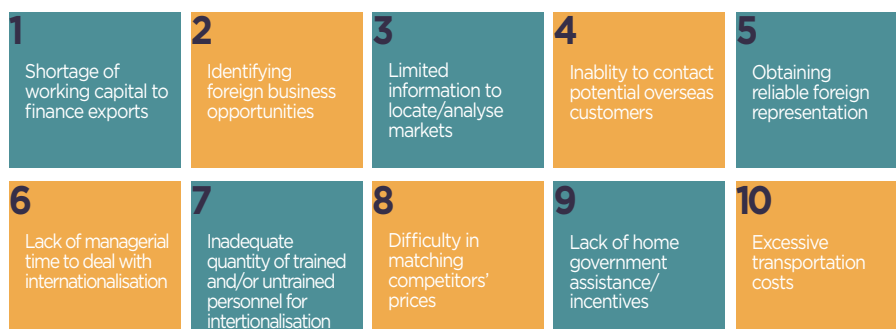 1
Shortage of
working capital to
finance exports
2
Identifying
foreign business
opportunities
3
Limited
information to
locate/analyse
markets
4
Inablity to contact
potential overseas
customers
5
Obtaining
reliable foreign
representation
6
Lack of managerial
time to deal with
internationalisation
7
Inadequate
quantity of trained
and/or untrained
personnel for
intertionalisation
8
Difficulty in
matching
competitors’
prices
9
Lack of home
government
assistance/
incentives
10
Excessive
transportation
costs